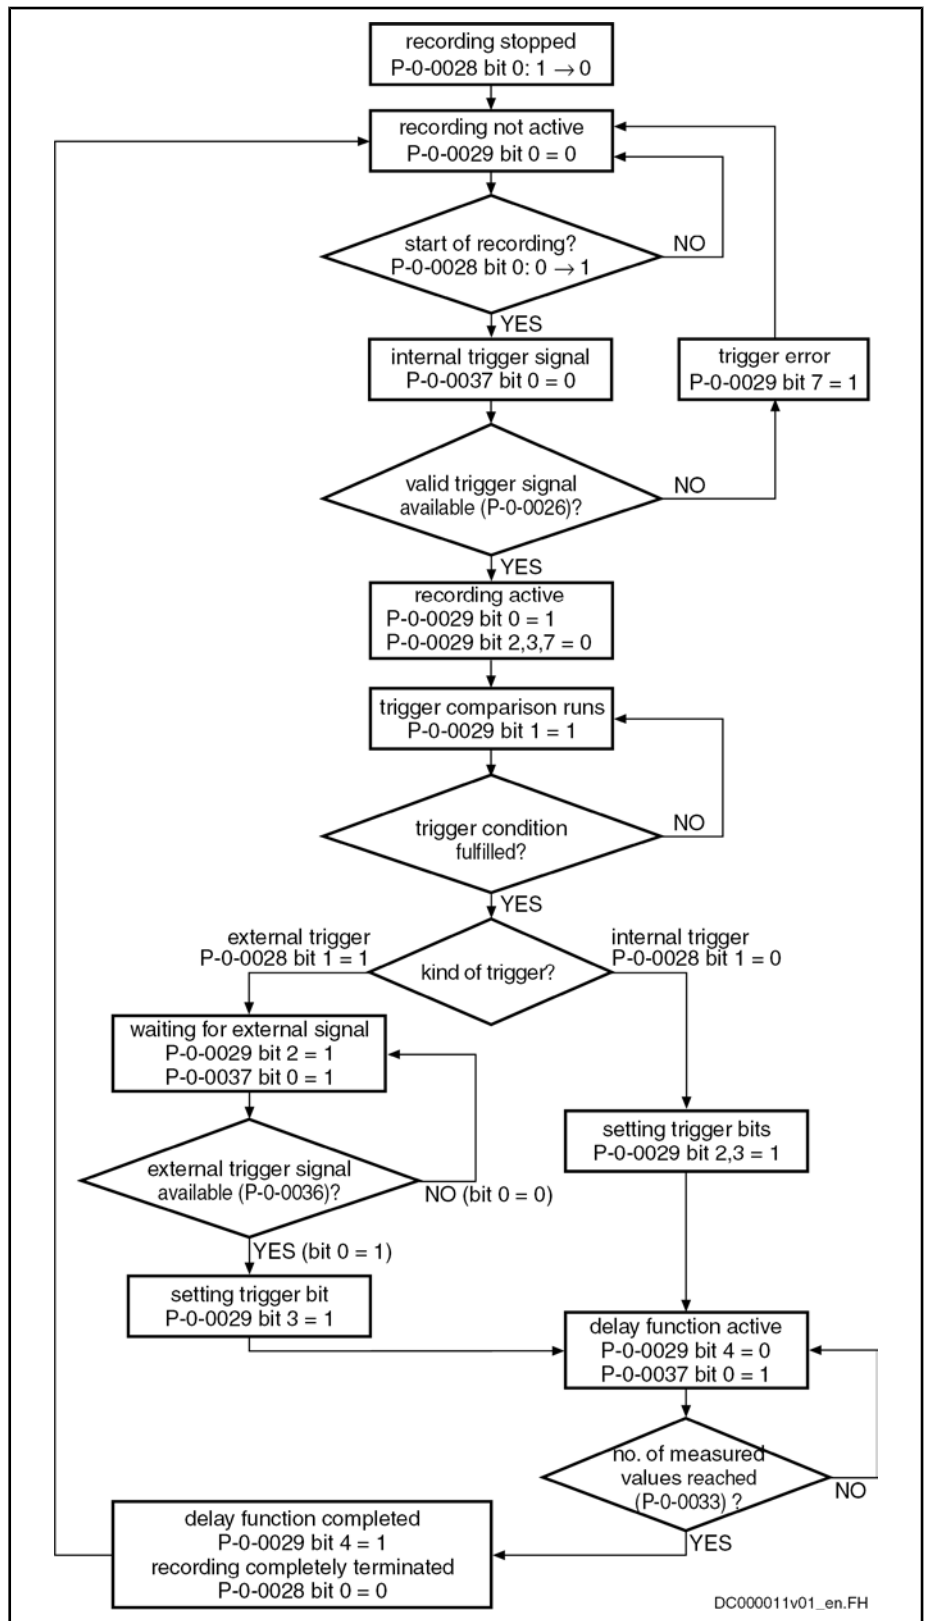 recording stopped
P-0-0028 bit 0: 1 → 0
recording not active
P-0-0029 bit 0 = 0
start of recording?
P-0-0028 bit 0: 0 → 1
NO
YES
internal trigger signal
P-0-0037 bit 0 = 0
trigger error
P-0-0029 bit 7 = 1
valid trigger signal
available (P-0-0026)?
NO
YES
recording active
P-0-0029 bit 0 = 1
P-0-0029 bit 2,3,7 = 0
trigger comparison runs
P-0-0029 bit 1 = 1
trigger condition
fulfilled?
NO
YES
external trigger
P-0-0028 bit 1 = 1
kind of trigger?
internal trigger
P-0-0028 bit 1 = 0
waiting for external signal
P-0-0029 bit 2 = 1
P-0-0037 bit 0 = 1
setting trigger bits
P-0-0029 bit 2,3 = 1
external trigger signal
available (P-0-0036)?
NO (bit 0 = 0)
YES (bit 0 = 1)
setting trigger bit
P-0-0029 bit 3 = 1
delay function active
P-0-0029 bit 4 = 0
P-0-0037 bit 0 = 1
no. of measured
values reached
(P-0-0033) ?
NO
YES
delay function completed
P-0-0029 bit 4 = 1
recording completely terminated
P-0-0028 bit 0 = 0
DC000011v01_en.FH